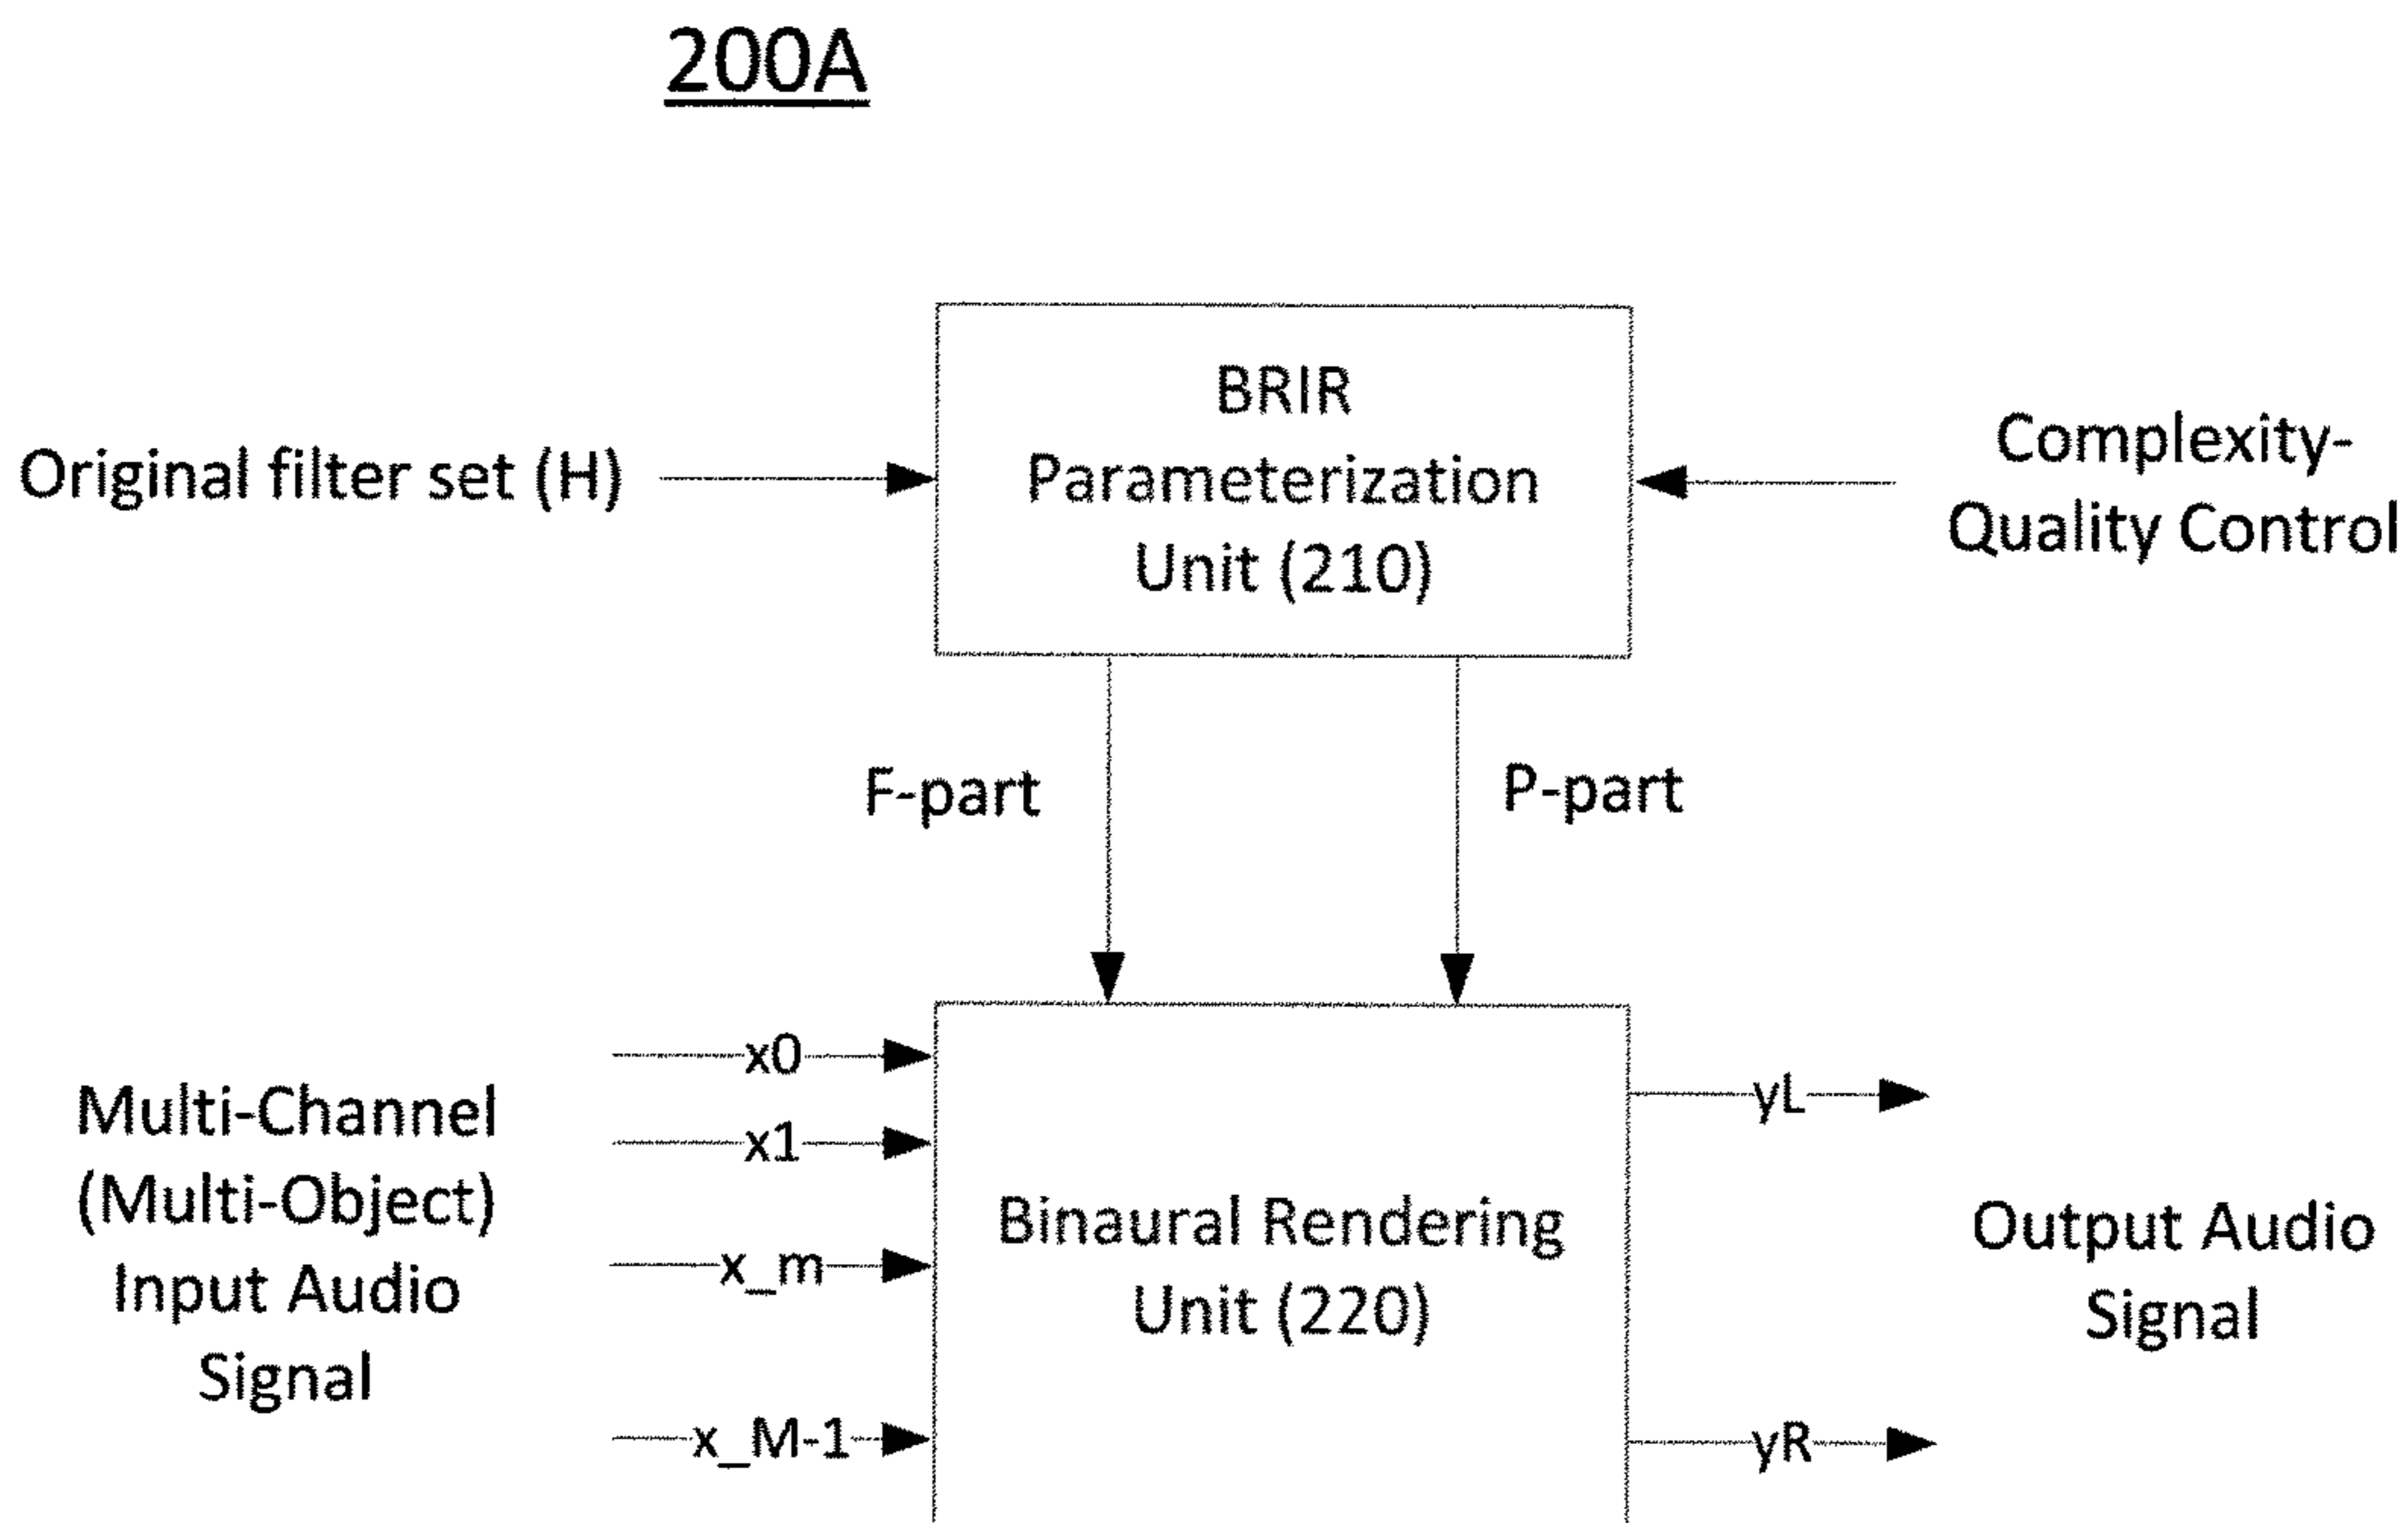 200A
BRIR
Parameterization
Unit (210)
Original filter set (H)
Complexity-
Quality Control
F-part
P-part
x0
x1
x_m
x_M-1
Multi-Channel
(Multi-Object)
Input Audio
Signal
Binaural Rendering
Unit (220)
yL
yR
Output Audio
Signal